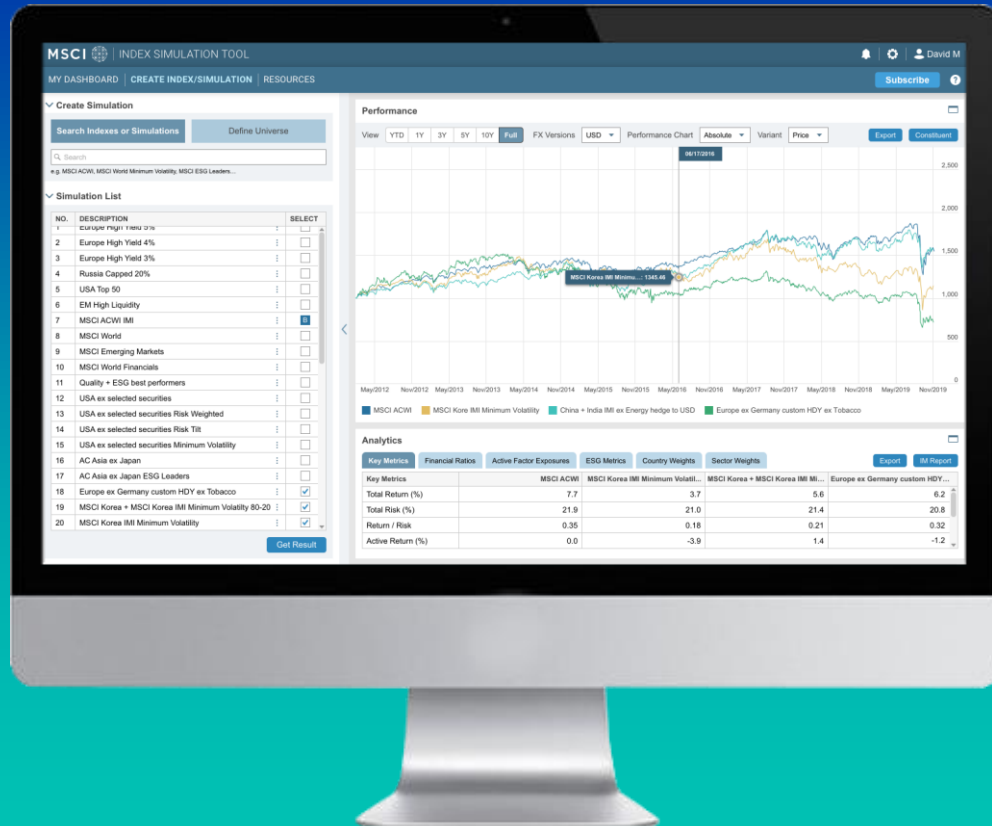 MSCI | INDEX SIMULATION TOOL
David M
MY DASHBOARD | CREATE INDEX/SIMULATION | RESOURCES
Subscribe ?
Create Simulation
Search Indexes or Simulations Define Universe
Search
e.g. MSCI ACWI, MSCI World Minimum Volatility, MSCI ESG Leaders...
Simulation List
NO. DESCRIPTION SELECT
1 Europe High Yield 5%
2 Europe High Yield 4%
3 Europe High Yield 3%
4 Russia Capped 20%
5 USA Top 50
6 EM High Liquidity
7 MSCI ACWI IMI B
8 MSCI World
9 MSCI Emerging Markets
10 MSCI World Financials
11 Quality + ESG best performers
12 USA ex selected securities
13 USA ex selected securities Risk Weighted
14 USA ex selected securities Risk Tilt
15 USA ex selected securities Minimum Volatility
16 AC Asia ex Japan
17 AC Asia ex Japan ESG Leaders
18 Europe ex Germany custom HDY ex Tobacco
19 MSCI Korea + MSCI Korea IMI Minimum Volatilty 80-20
20 MSCI Korea IMI Minimum Volatility
Get Result
Performance
View YTD 1Y 3Y 5Y 10Y Full FX Versions USD Performance Chart Absolute Variant Price Export Constituent
06/17/2016
2,500
2,000
1,500
MSCI Korea IMI Minimu...: 1345.46
1,000
500
0
May/2012 Nov/2012 May/2013 Nov/2013 May/2014 Nov/2014 May/2015 Nov/2015 May/2016 Nov/2016 May/2017 Nov/2017 May/2018 Nov/2018 May/2019 Nov/2019
MSCI ACWI MSCI Kore IMI Minimum Volatility China + India IMI ex Energy hedge to USD Europe ex Germany custom HDY ex Tobacco
Analytics
Key Metrics Financial Ratios Active Factor Exposures ESG Metrics Country Weights Sector Weights Export IM Report
Key Metrics MSCI ACWI MSCI Korea IMI Minimum Volatil... MSCI Korea + MSCI Korea IMI Mi... Europe ex Germany custom HDY...
Total Return (%) 7.7 3.7 5.6 6.2
Total Risk (%) 21.9 21.0 21.4 20.8
Return / Risk 0.35 0.18 0.21 0.32
Active Return (%) 0.0 -3.9 1.4 -1.2